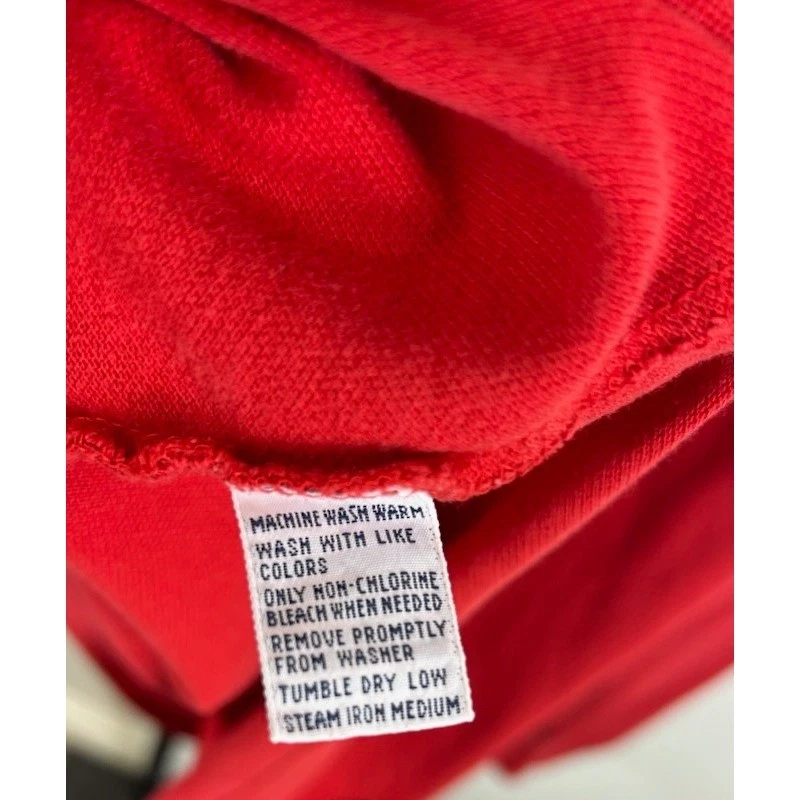 MACHINE WASH WARM
WASH WITH LIKE
COLORS
ONLY NON-CHLORINE
BLEACH WHEN NEEDED
REMOVE PROMPTLY
FROM WASHER
TUMBLE DRY LOW
STEAM IRON MEDIUM